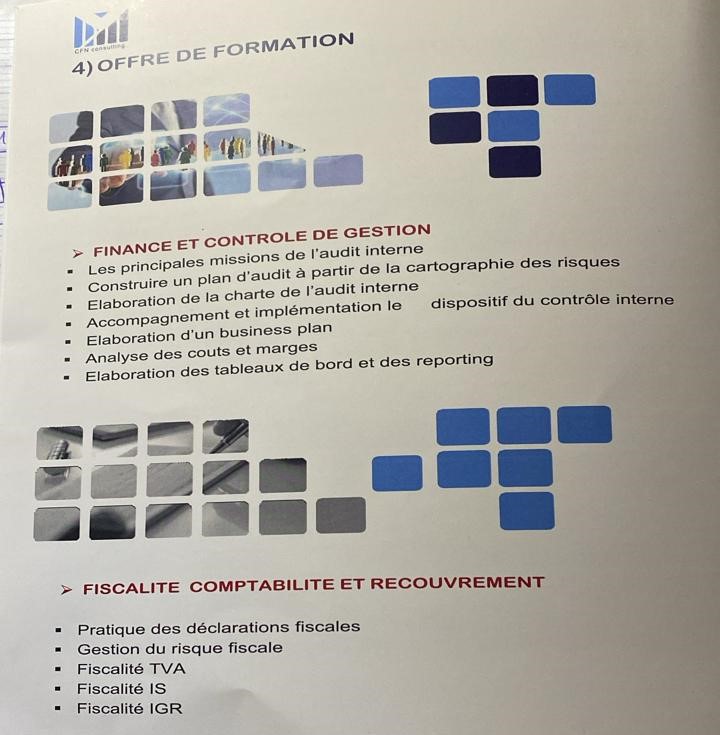 CFN consulting
4) OFFRE DE FORMATION
➢ FINANCE ET CONTROLE DE GESTION
▪ Les principales missions de l'audit interne
▪ Construire un plan d'audit à partir de la cartographie des risques
▪ Elaboration de la charte de l'audit interne
▪ Accompagnement et implémentation le dispositif du contrôle interne
▪ Elaboration d'un business plan
▪ Analyse des couts et marges
▪ Elaboration des tableaux de bord et des reporting
➢ FISCALITE COMPTABILITE ET RECOUVREMENT
▪ Pratique des déclarations fiscales
▪ Gestion du risque fiscale
▪ Fiscalité TVA
▪ Fiscalité IS
▪ Fiscalité IGR